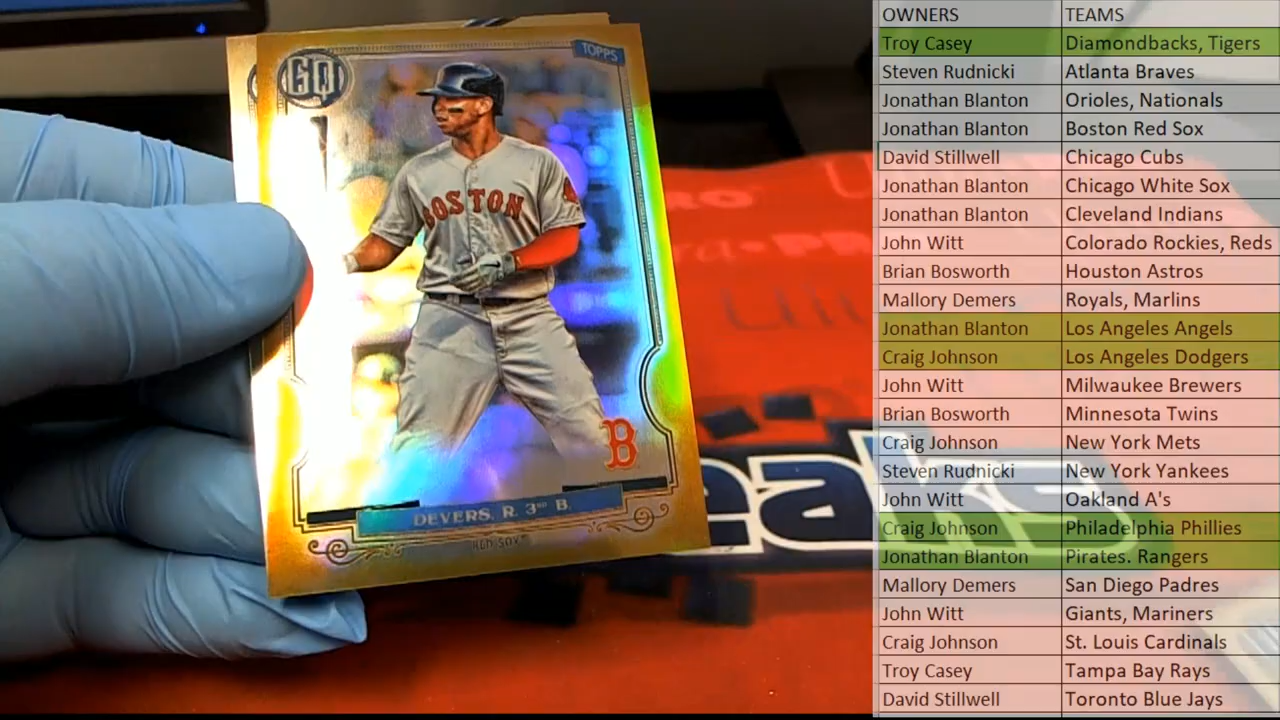 GQ
TOPPS
BOSTON
B
DEVERS, R. 3RD B.
RED SOX
OWNERS TEAMS
Troy Casey Diamondbacks, Tigers
Steven Rudnicki Atlanta Braves
Jonathan Blanton Orioles, Nationals
Jonathan Blanton Boston Red Sox
David Stillwell Chicago Cubs
Jonathan Blanton Chicago White Sox
Jonathan Blanton Cleveland Indians
John Witt Colorado Rockies, Reds
Brian Bosworth Houston Astros
Mallory Demers Royals, Marlins
Jonathan Blanton Los Angeles Angels
Craig Johnson Los Angeles Dodgers
John Witt Milwaukee Brewers
Brian Bosworth Minnesota Twins
Craig Johnson New York Mets
Steven Rudnicki New York Yankees
John Witt Oakland A's
Craig Johnson Philadelphia Phillies
Jonathan Blanton Pirates. Rangers
Mallory Demers San Diego Padres
John Witt Giants, Mariners
Craig Johnson St. Louis Cardinals
Troy Casey Tampa Bay Rays
David Stillwell Toronto Blue Jays